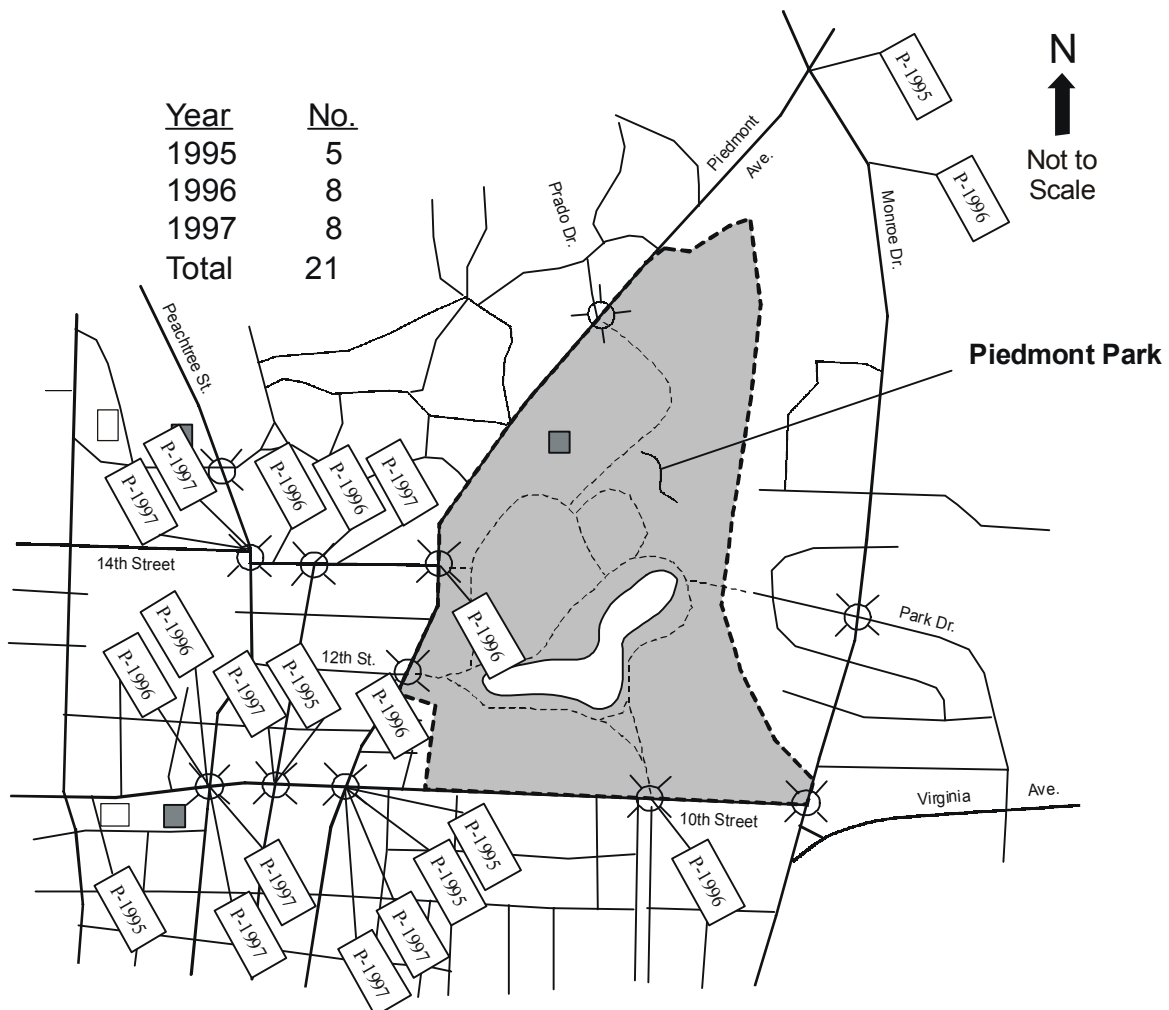 N
Not to
Scale
Year No.
1995 5
1996 8
1997 8
Total 21
P-1995
P-1996
Piedmont
Ave.
Prado Dr.
Monroe Dr.
Peachtree St.
Piedmont Park
P-1997
P-1997
P-1996
P-1996
P-1997
14th Street
P-1996
P-1996
P-1996
12th St.
P-1997
P-1995
P-1996
Park Dr.
10th Street
Virginia
Ave.
P-1995
P-1997
P-1997
P-1995
P-1995
P-1997
P-1997
P-1996